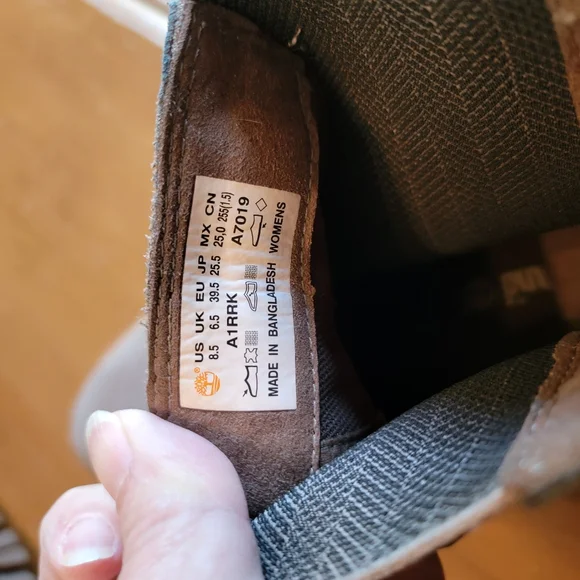 US UK EU JP MX CN
8.5 6.5 39.5 25.5 25,0 255(1.5)
A1RRK A7019
MADE IN BANGLADESH WOMENS